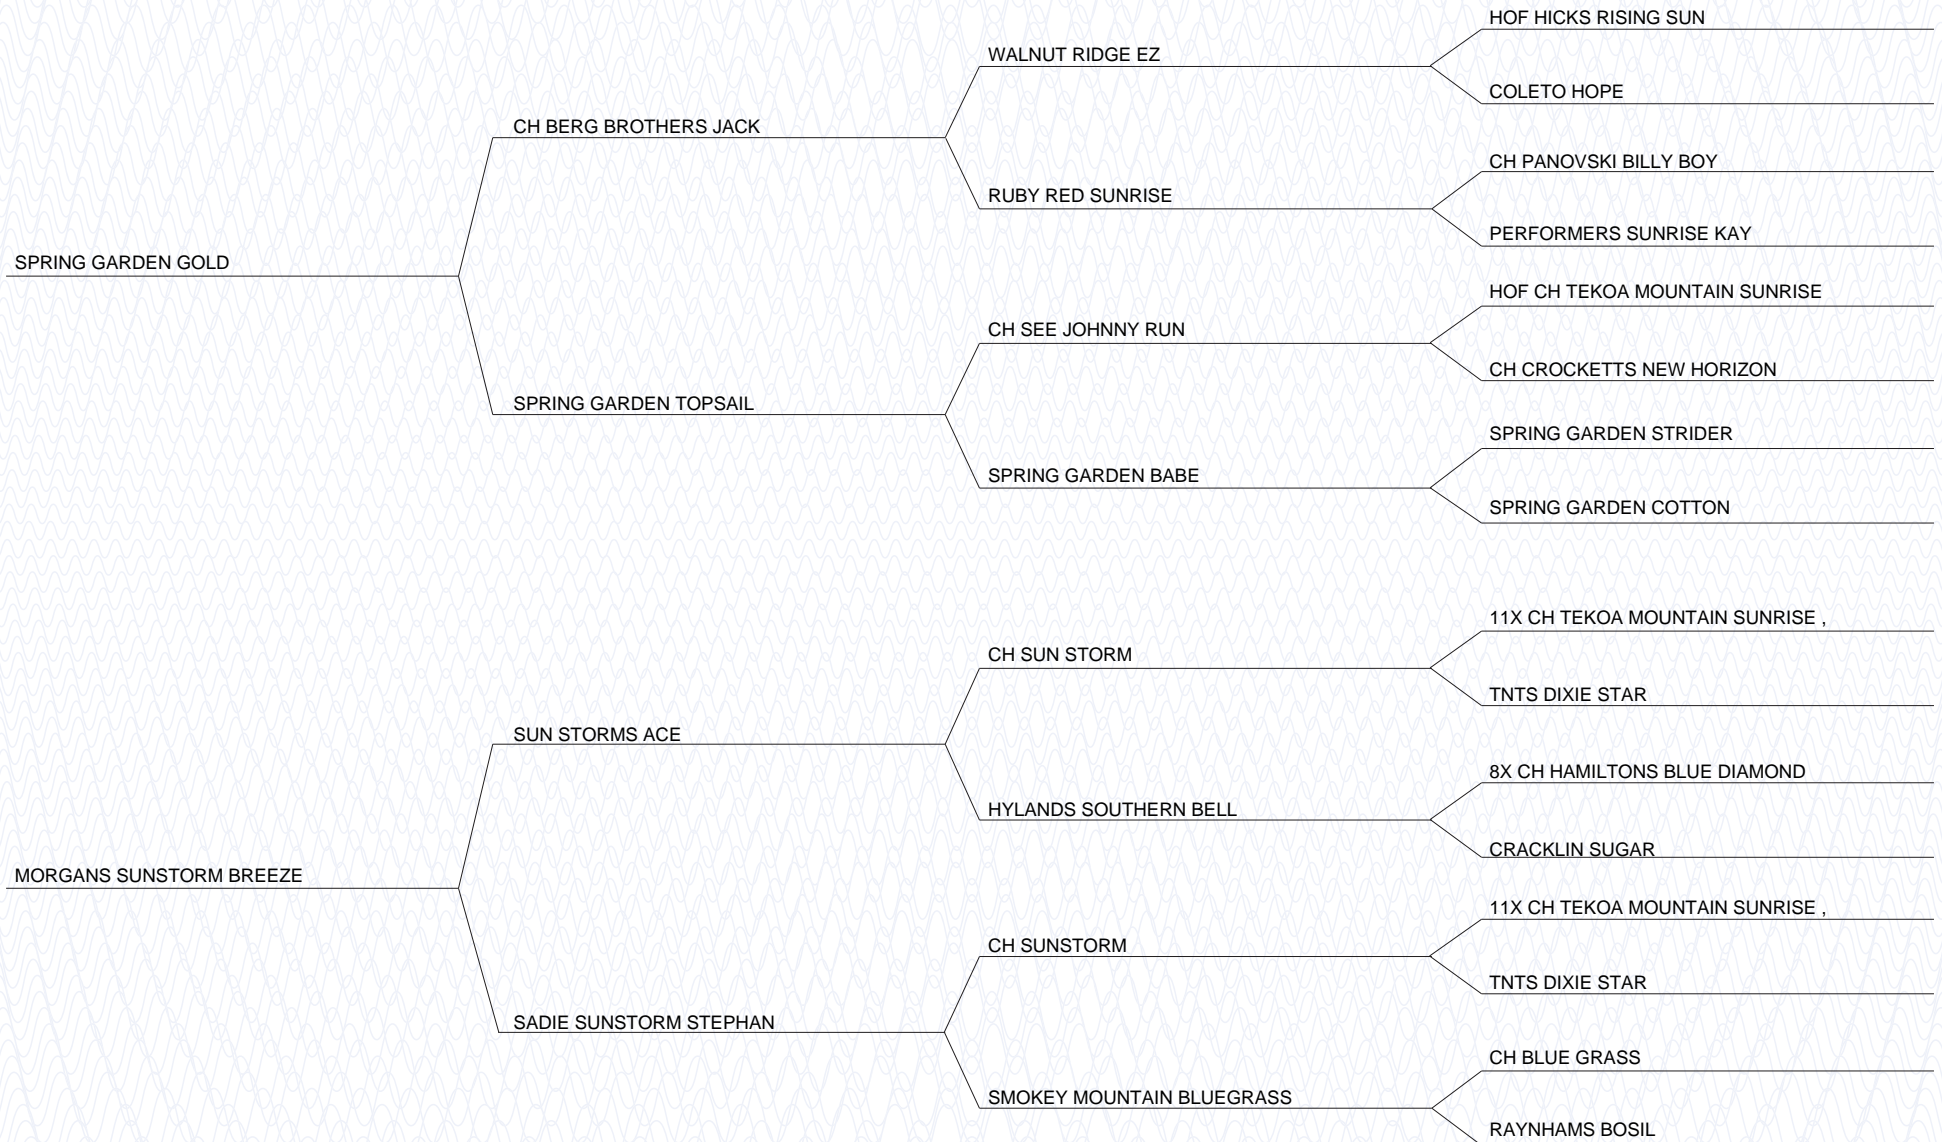 HOF HICKS RISING SUN
WALNUT RIDGE EZ
COLETO HOPE
CH BERG BROTHERS JACK
CH PANOVSKI BILLY BOY
RUBY RED SUNRISE
PERFORMERS SUNRISE KAY
SPRING GARDEN GOLD
HOF CH TEKOA MOUNTAIN SUNRISE
CH SEE JOHNNY RUN
CH CROCKETTS NEW HORIZON
SPRING GARDEN TOPSAIL
SPRING GARDEN STRIDER
SPRING GARDEN BABE
SPRING GARDEN COTTON
11X CH TEKOA MOUNTAIN SUNRISE ,
CH SUN STORM
TNTS DIXIE STAR
SUN STORMS ACE
8X CH HAMILTONS BLUE DIAMOND
HYLANDS SOUTHERN BELL
CRACKLIN SUGAR
MORGANS SUNSTORM BREEZE
11X CH TEKOA MOUNTAIN SUNRISE ,
CH SUNSTORM
TNTS DIXIE STAR
SADIE SUNSTORM STEPHAN
CH BLUE GRASS
SMOKEY MOUNTAIN BLUEGRASS
RAYNHAMS BOSIL